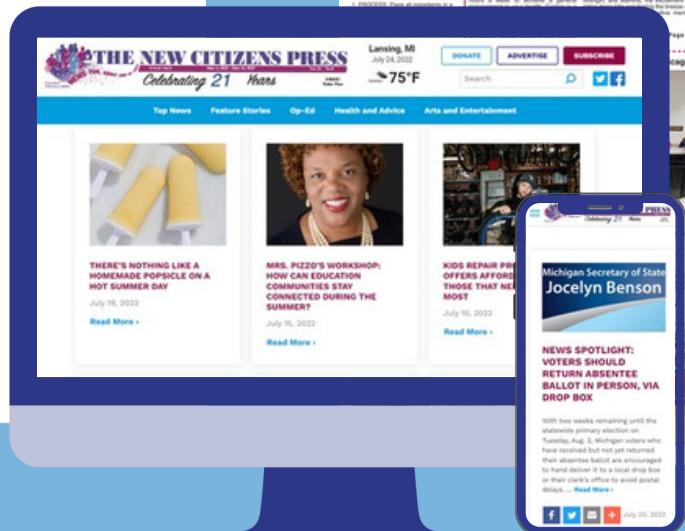 1. PROCESS: Place all ingredients in a
THE NEW CITIZENS PRESS
Celebrating 21 Years
Lansing, MI
July 24, 2022
75°F
DONATE
ADVERTISE
SUBSCRIBE
Search
Top News
Feature Stories
Op-Ed
Health and Advice
Arts and Entertainment
THERE'S NOTHING LIKE A
HOMEMADE POPSICLE ON A
HOT SUMMER DAY
July 19, 2022
Read More ›
MRS. PIZZO'S WORKSHOP:
HOW CAN EDUCATION
COMMUNITIES STAY
CONNECTED DURING THE
SUMMER?
July 15, 2022
Read More ›
KIDS REPAIR PR
OFFERS AFFORD
THOSE THAT NE
MOST
July 10, 2022
Read More ›
PRESS
Celebrating 21 Years
Michigan Secretary of State
Jocelyn Benson
NEWS SPOTLIGHT:
VOTERS SHOULD
RETURN ABSENTEE
BALLOT IN PERSON, VIA
DROP BOX
With two weeks remaining until the
statewide primary election on
Tuesday, Aug. 2, Michigan voters who
have received but not yet returned
their absentee ballot are encouraged
to hand deliver it to a local drop box
or their clerk's office to avoid postal
delays. ... Read More ›
July 20, 2022